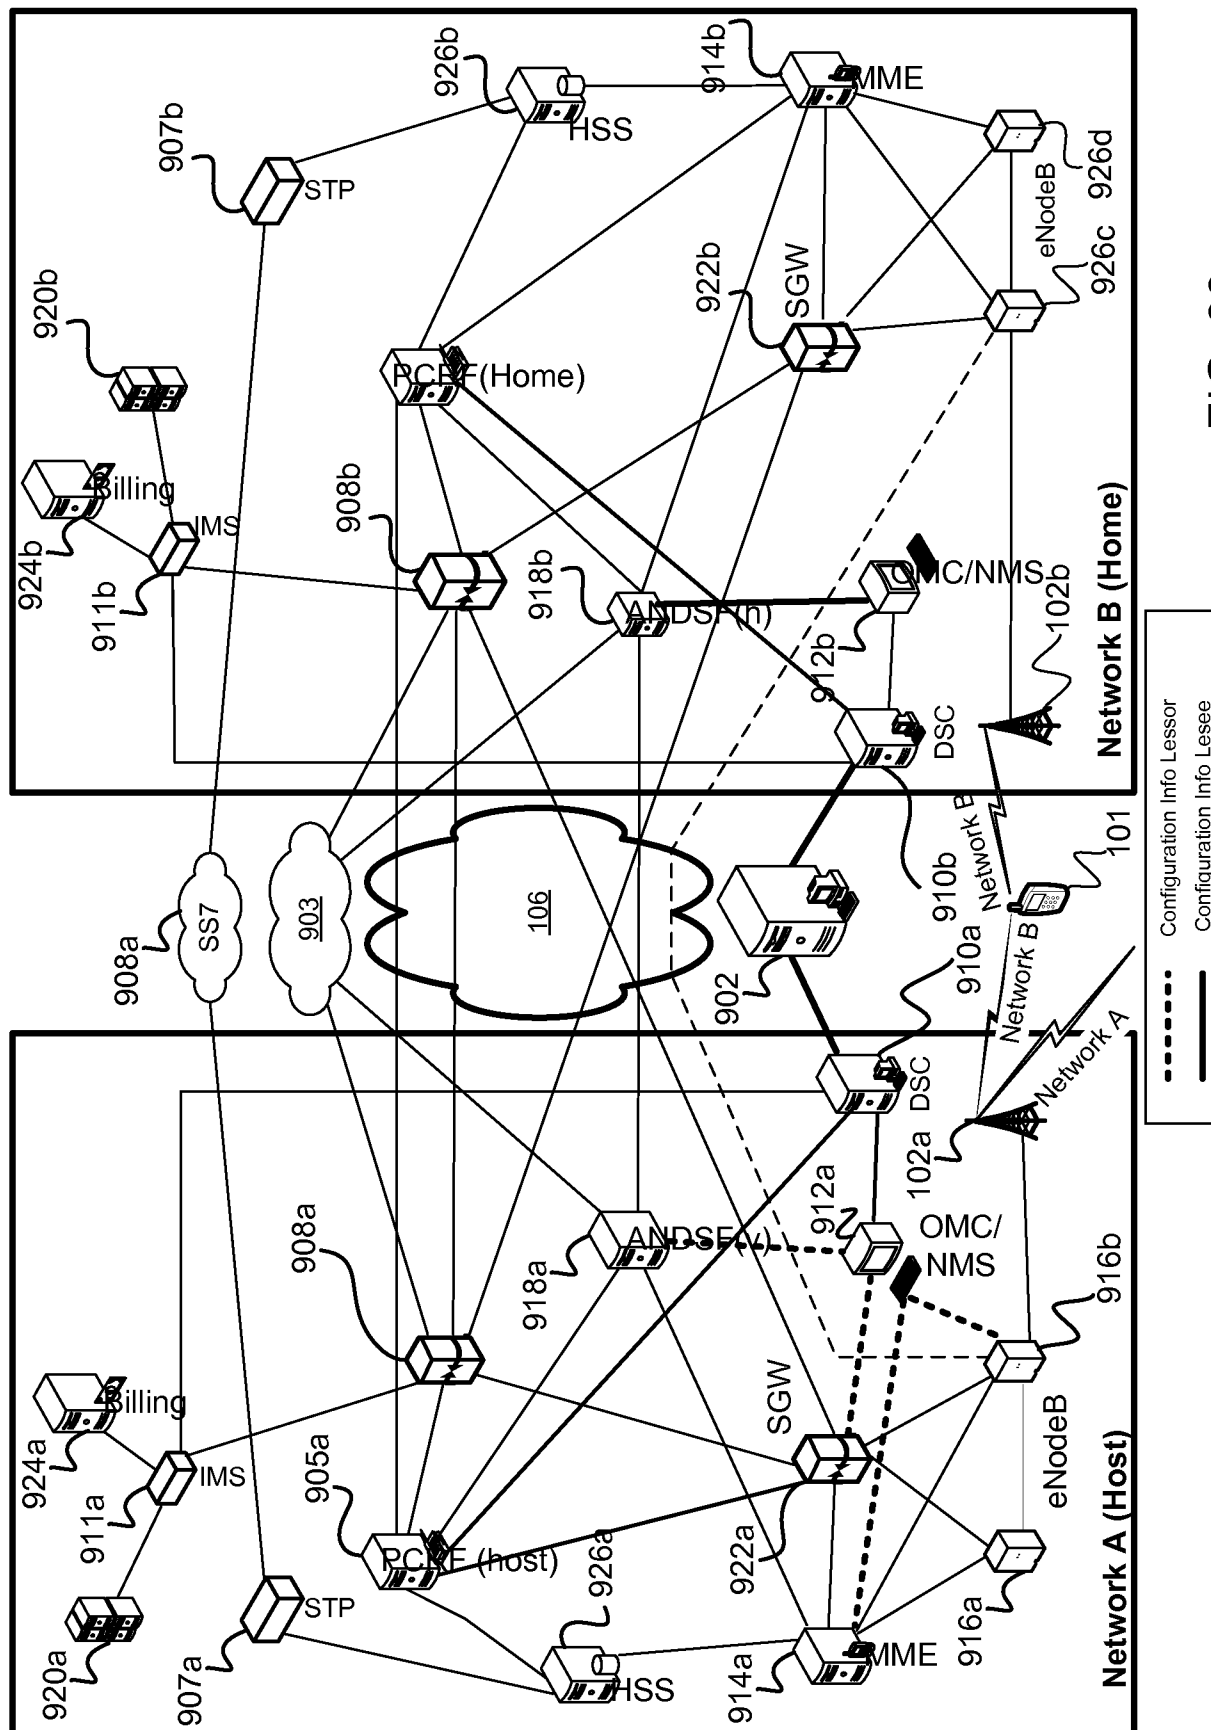 907b
STP
926b
HSS
914b
MME
920b
924b
Billing
911b
IMS
PCRF(Home)
908b
918b
ANDSF(h)
922b
SGW
926d
eNodeB
926c
OMC/NMS
912b
102b
DSC
910b
Network B (Home)
908a
SS7
903
106
902
910a
Network B
Network B
Network A
101
924a
Billing
911a
IMS
920a
907a
STP
905a
PCRF (host)
908a
926a
HSS
918a
ANDSF(v)
DSC
912a
OMC/
NMS
102a
SGW
922a
914a
MME
916b
eNodeB
916a
Network A (Host)
Configuration Info Lessor
Configuration Info Lesee